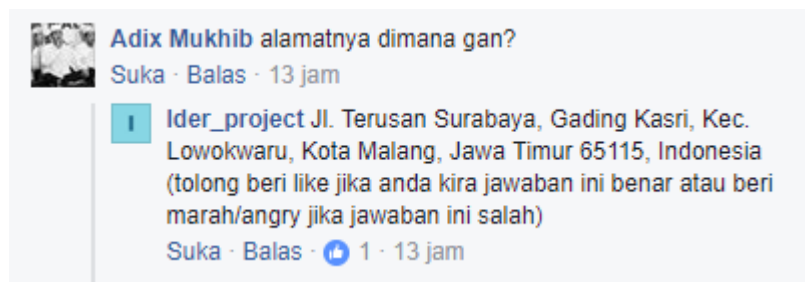 Adix Mukhib alamatnya dimana gan?
Suka · Balas · 13 jam
I
Ider_project Jl. Terusan Surabaya, Gading Kasri, Kec.
Lowokwaru, Kota Malang, Jawa Timur 65115, Indonesia
(tolong beri like jika anda kira jawaban ini benar atau beri
marah/angry jika jawaban ini salah)
Suka · Balas · 1 · 13 jam